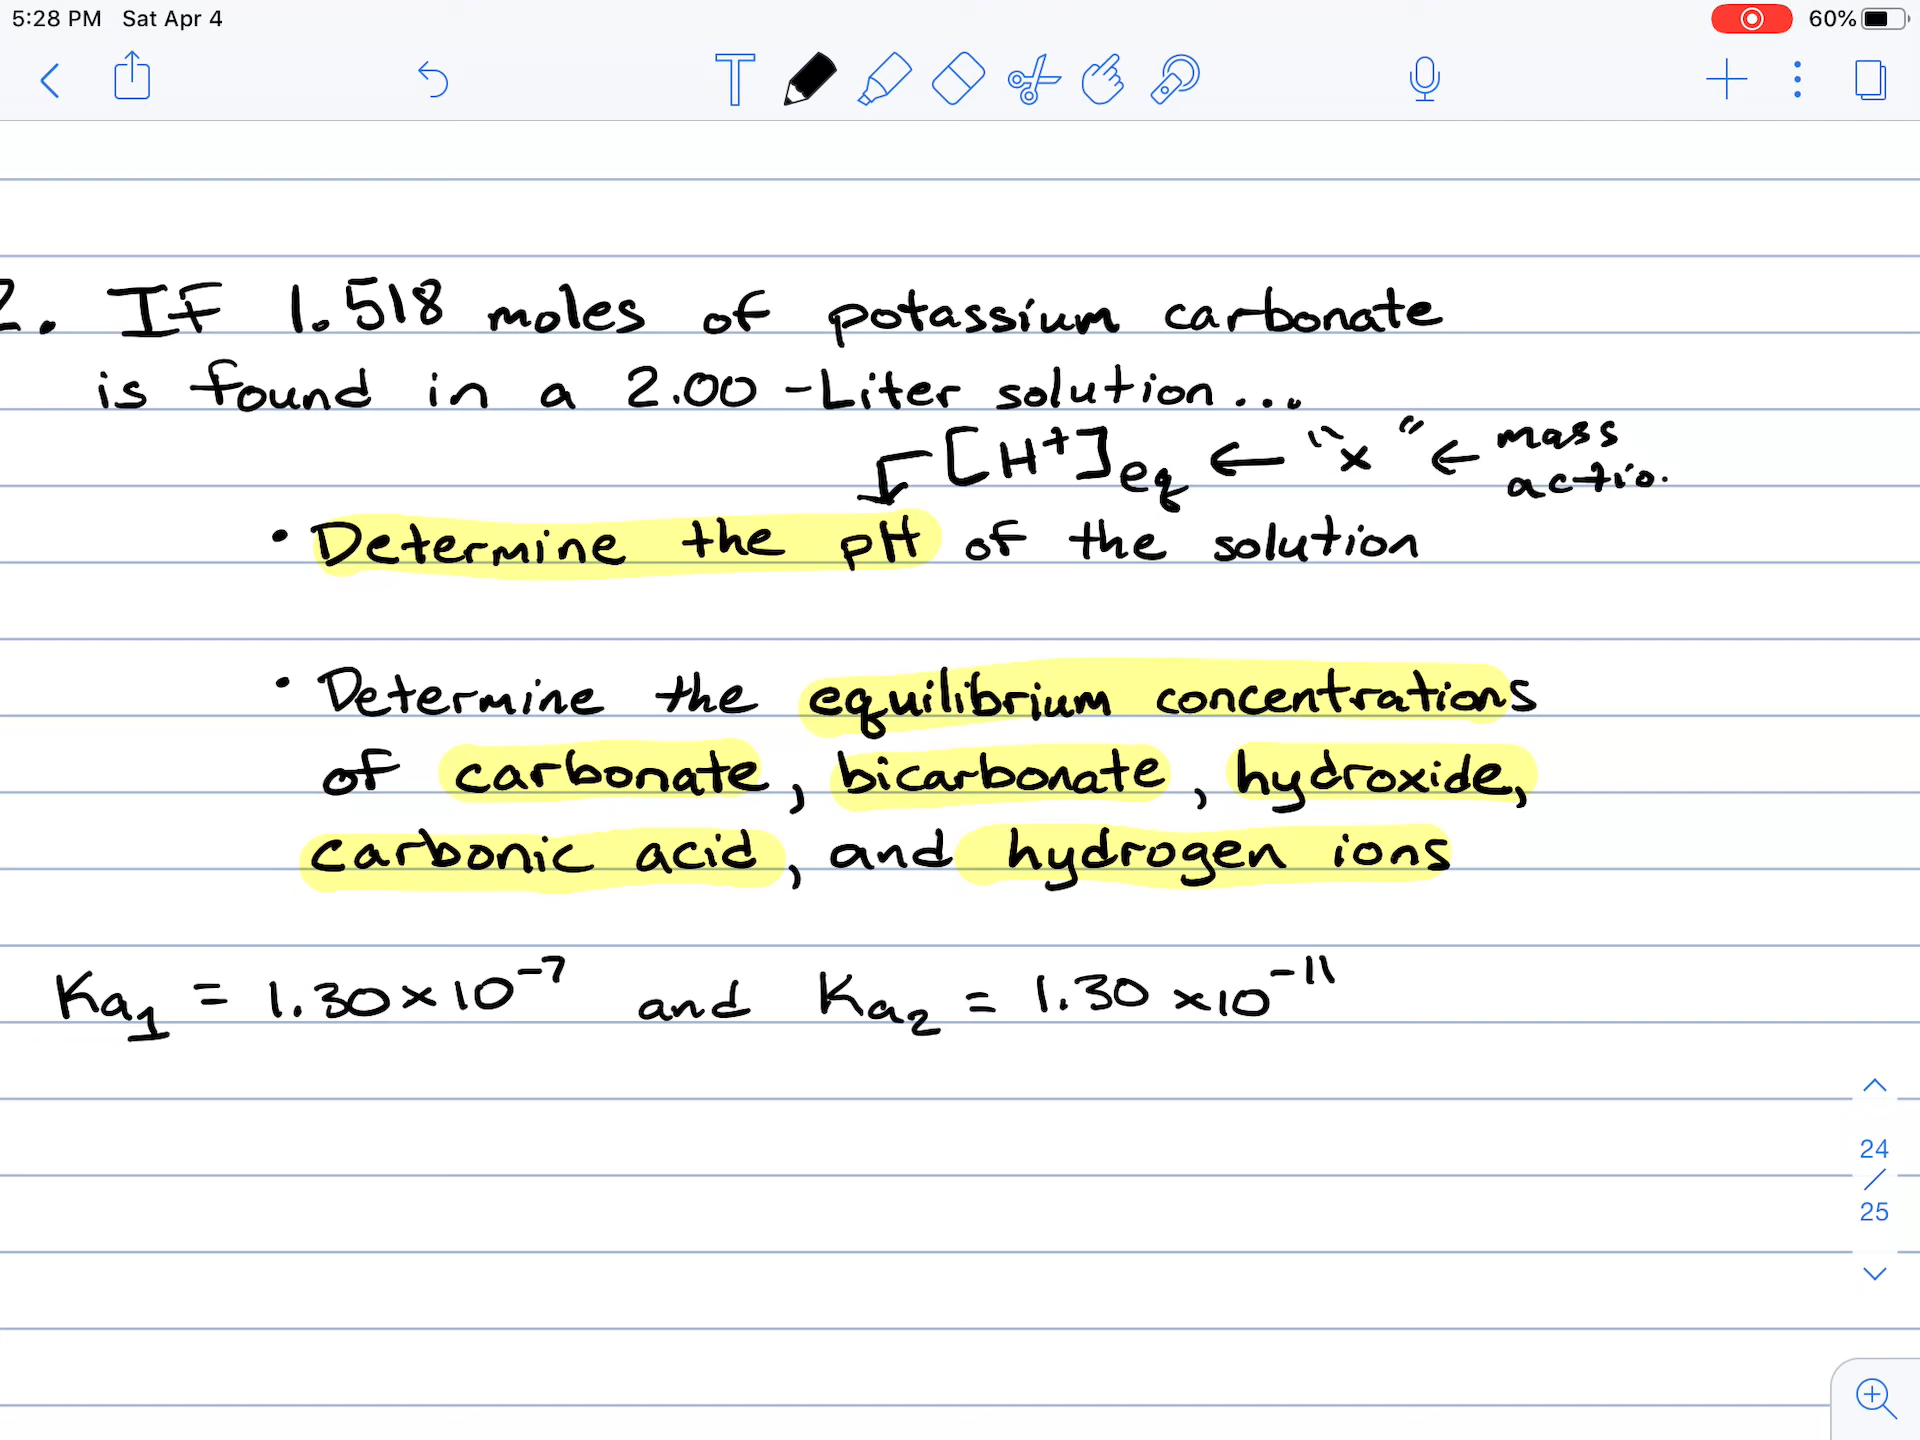 5:28 PM Sat Apr 4
60%
T
2. If 1.518 moles of potassium carbonate
is found in a 2.00-Liter solution...
[H⁺]eq ← "x" ← mass
actio.
• Determine the pH of the solution
• Determine the equilibrium concentrations
of carbonate, bicarbonate, hydroxide,
carbonic acid, and hydrogen ions
Ka₁ = 1.30 x 10⁻⁷ and Ka₂ = 1.30 x 10⁻¹¹
24
/
25